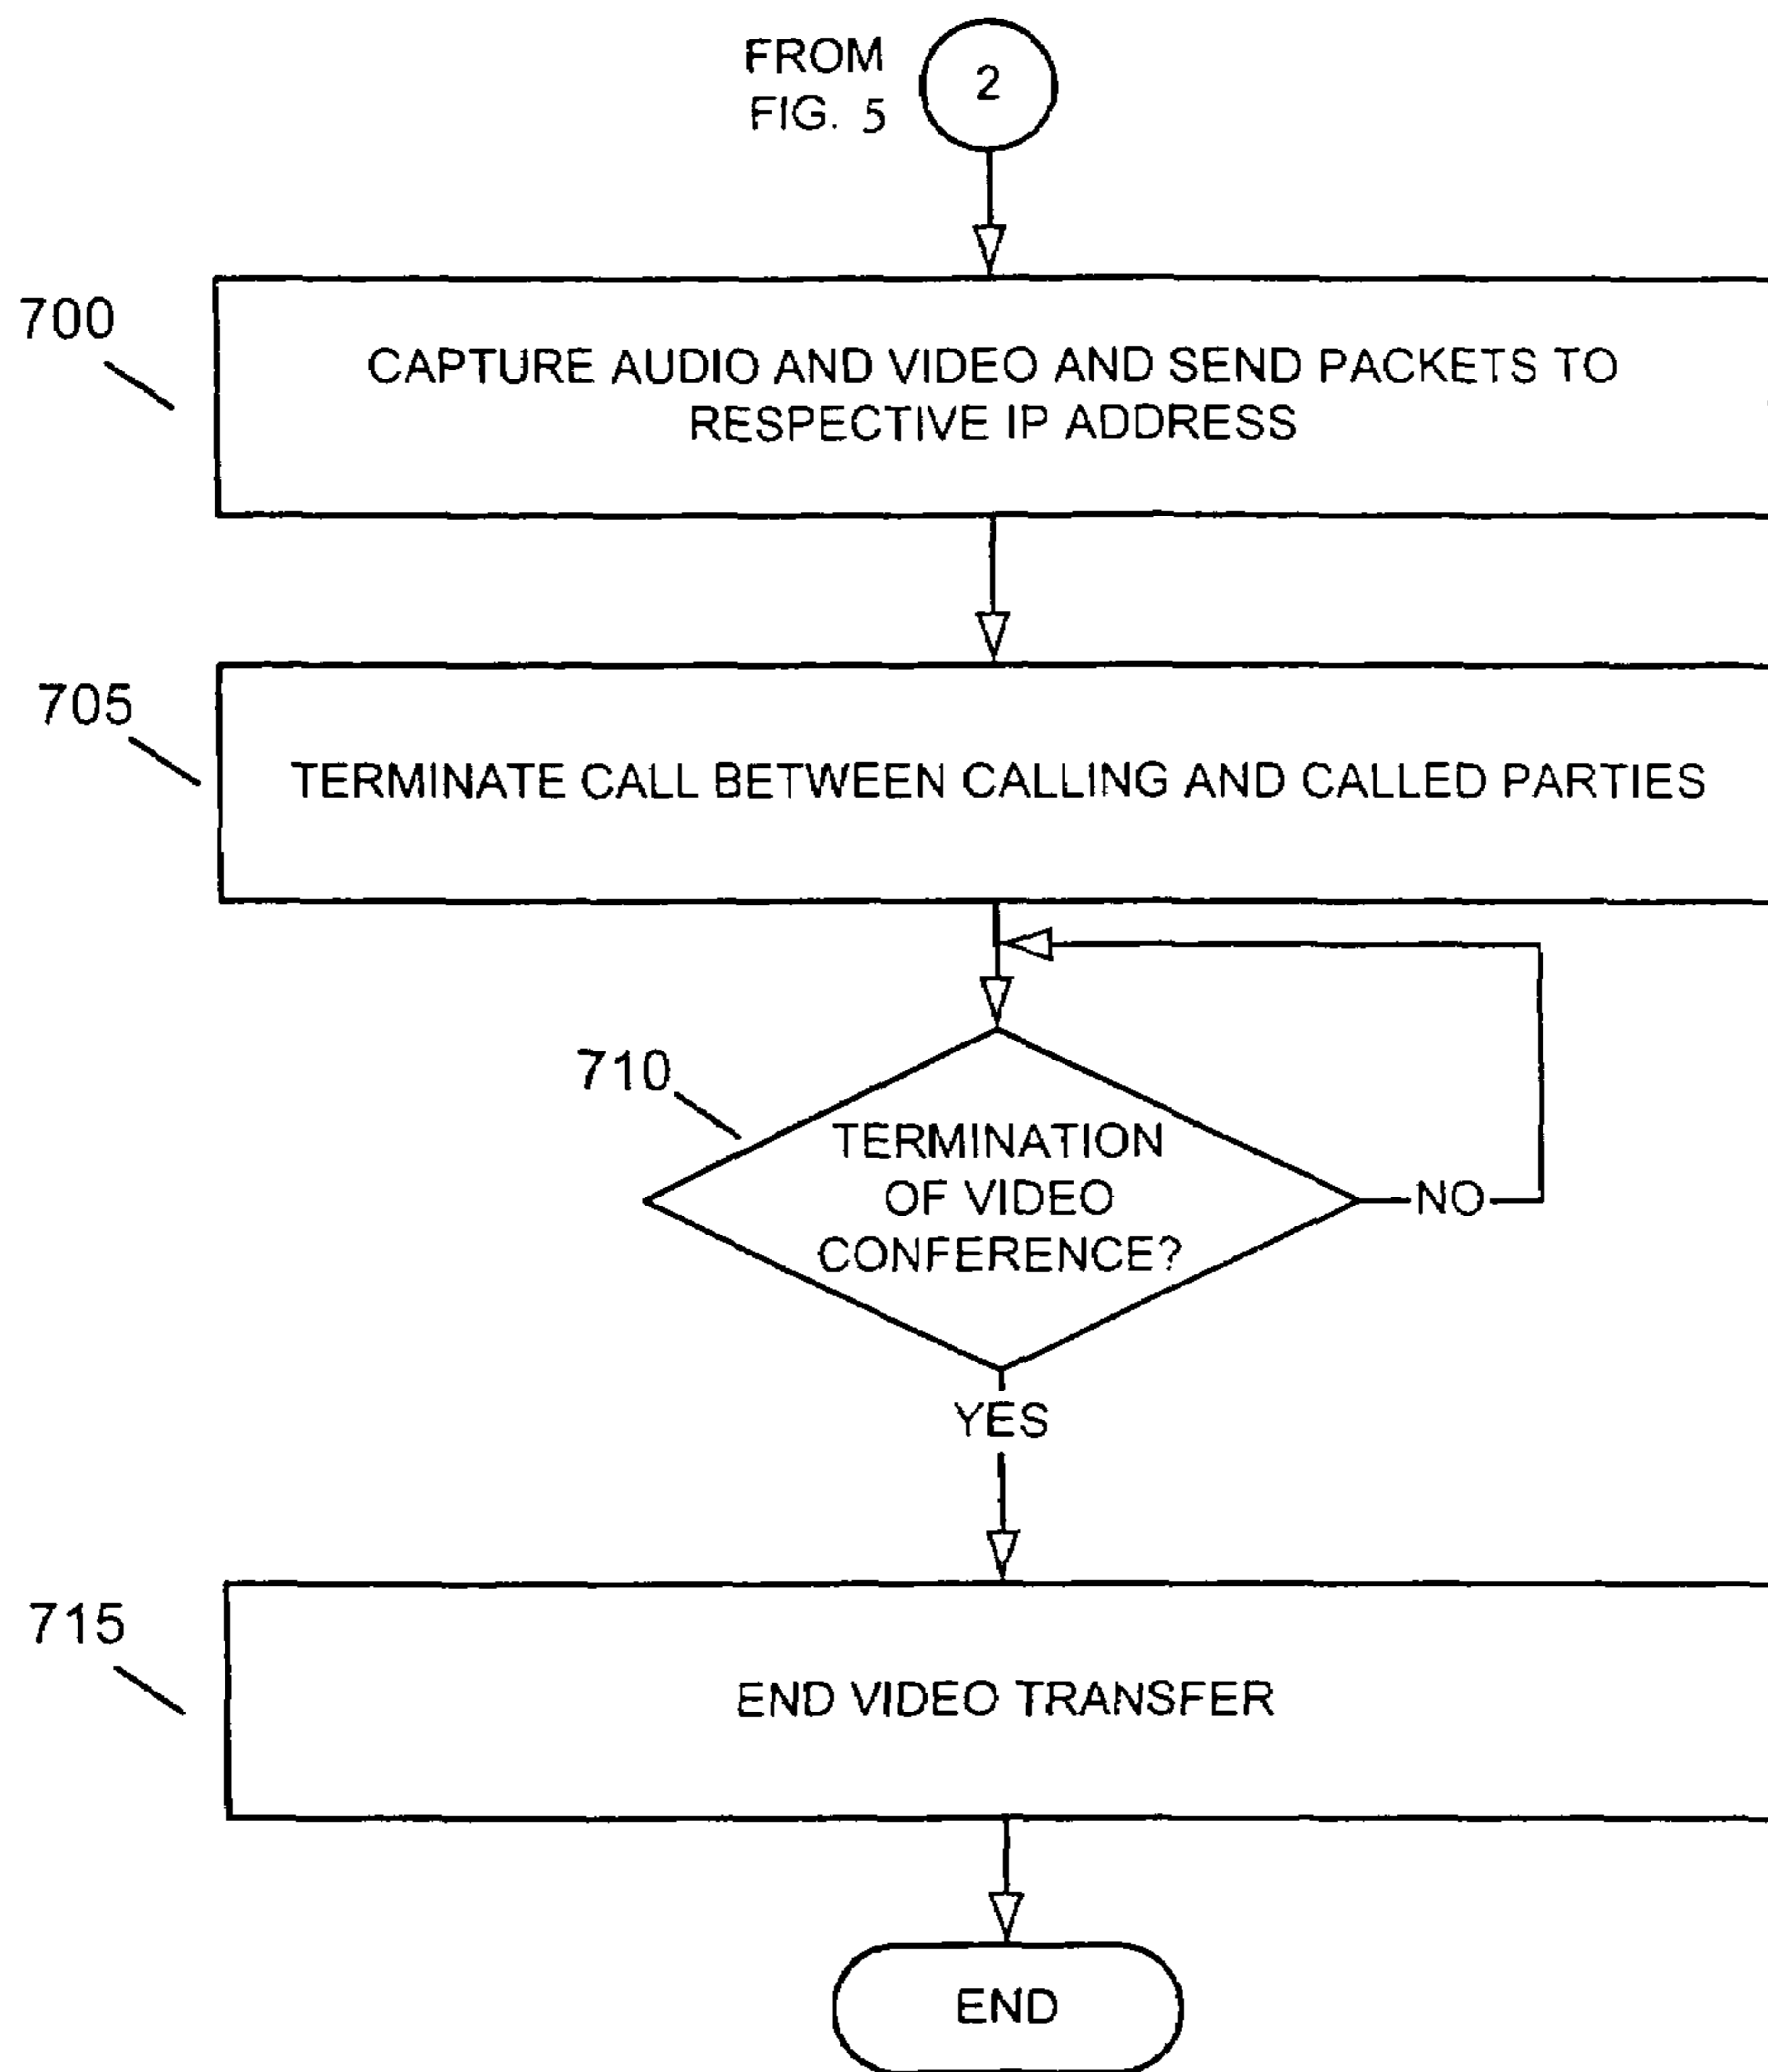 FROM
FIG. 5
2
700
CAPTURE AUDIO AND VIDEO AND SEND PACKETS TO
RESPECTIVE IP ADDRESS
705
TERMINATE CALL BETWEEN CALLING AND CALLED PARTIES
710
TERMINATION
OF VIDEO
CONFERENCE?
NO
YES
715
END VIDEO TRANSFER
END